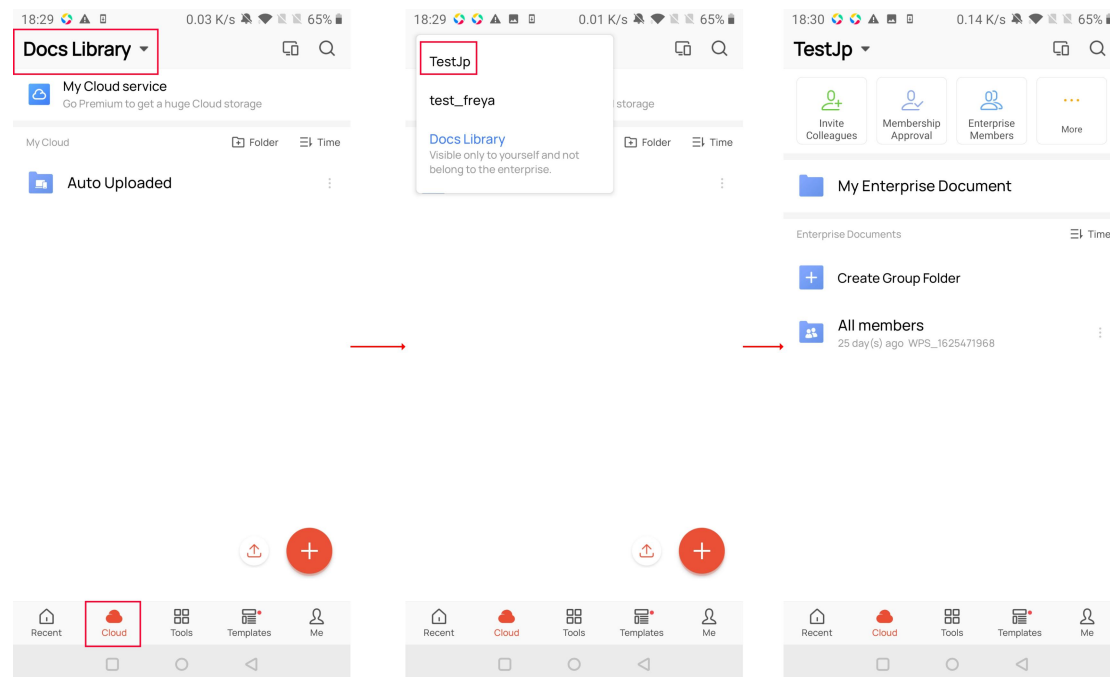 18:29 0.03 K/s 65%
Docs Library
My Cloud service
Go Premium to get a huge Cloud storage
My Cloud Folder Time
Auto Uploaded
Recent Cloud Tools Templates Me
18:29 0.01 K/s 65%
TestJp
test_freya
storage
Docs Library
Visible only to yourself and not
belong to the enterprise.
Folder Time
Recent Cloud Tools Templates Me
18:30 0.14 K/s 65%
TestJp
Invite
Colleagues
Membership
Approval
Enterprise
Members
More
My Enterprise Document
Enterprise Documents Time
Create Group Folder
All members
25 day(s) ago WPS_1625471968
Recent Cloud Tools Templates Me